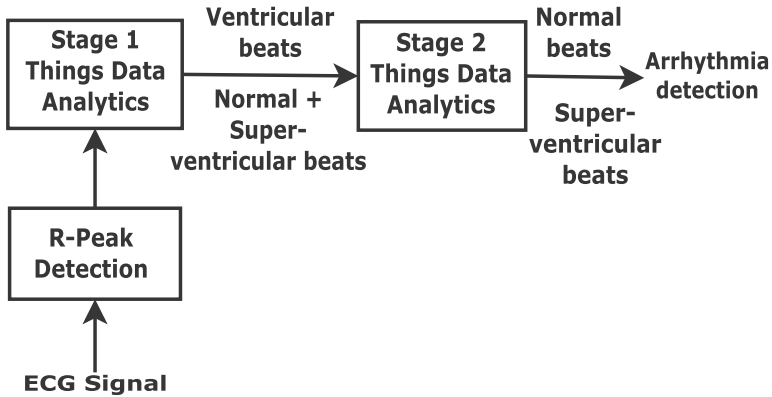 Stage 1
Things Data
Analytics
Ventricular
beats
Normal +
Super-
ventricular beats
Stage 2
Things Data
Analytics
Normal
beats
Super-
ventricular
beats
Arrhythmia
detection
R-Peak
Detection
ECG Signal